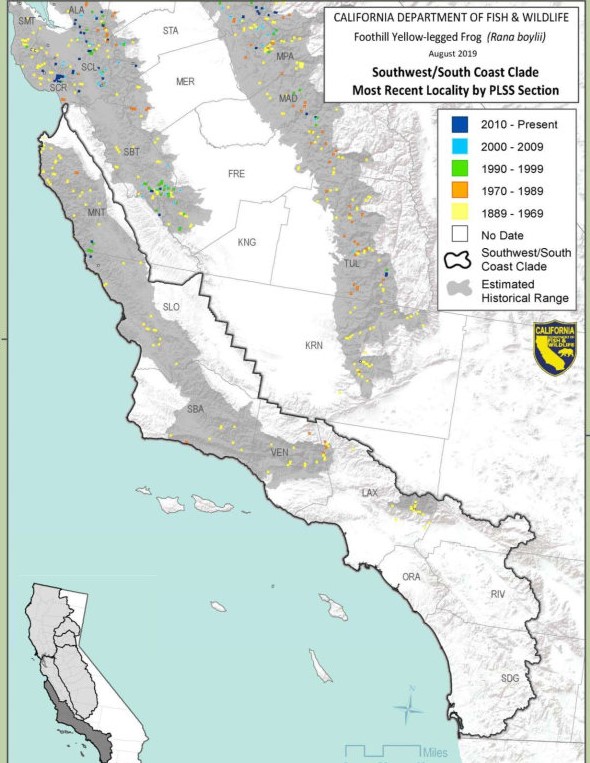 CALIFORNIA DEPARTMENT OF FISH & WILDLIFE
Foothill Yellow-legged Frog (Rana boylii)
August 2019
Southwest/South Coast Clade
Most Recent Locality by PLSS Section
2010 - Present
2000 - 2009
1990 - 1999
1970 - 1989
1889 - 1969
No Date
Southwest/South
Coast Clade
Estimated
Historical Range
CALIFORNIA
FISH &
WILDLIFE
SMT
ALA
STA
MPA
SCL
MER
SCR
MAD
SBT
FRE
MNT
KNG
TUL
SLO
KRN
SBA
VEN
LAX
ORA
RIV
SDG
N
Miles